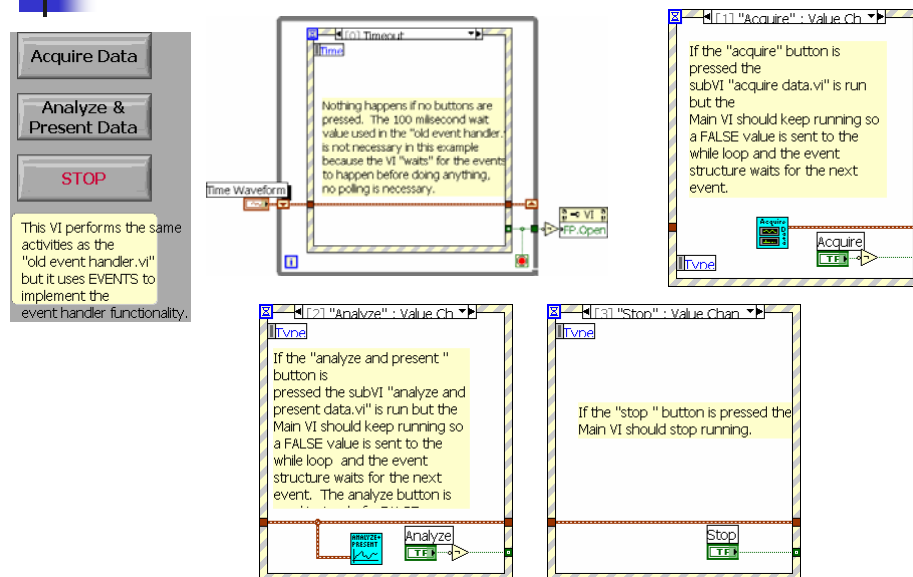 Acquire Data
Analyze &
Present Data
STOP
This VI performs the same
activities as the
"old event handler.vi"
but it uses EVENTS to
implement the
event handler functionality.
[0] Timeout
Time
Nothing happens if no buttons are
pressed. The 100 milisecond wait
value used in the "old event handler.
is not necessary in this example
because the VI "waits" for the events
to happen before doing anything,
no polling is necessary.
Time Waveform
VI
FP.Open
i
[1] "Acquire" : Value Ch
If the "acquire" button is
pressed the
subVI "acquire data.vi" is run
but the
Main VI should keep running so
a FALSE value is sent to the
while loop and the event
structure waits for the next
event.
Acquire
Acquire
TF
Type
[2] "Analyze" : Value Ch
Type
If the "analyze and present "
button is
pressed the subVI "analyze and
present data.vi" is run but the
Main VI should keep running so
a FALSE value is sent to the
while loop and the event
structure waits for the next
event. The analyze button is
ANALYZE+
PRESENT
Analyze
TF
[3] "Stop" : Value Chan
Type
If the "stop " button is pressed the
Main VI should stop running.
Stop
TF